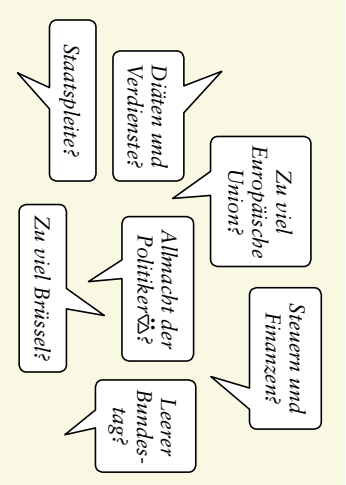 Steuern und
Finanzen?
Zu viel
Europäische
Union?
Diäten und
Verdienste?
Allmacht der
Politiker?
Leerer
Bundes-
tag?
Staatspleite?
Zu viel Brüssel?